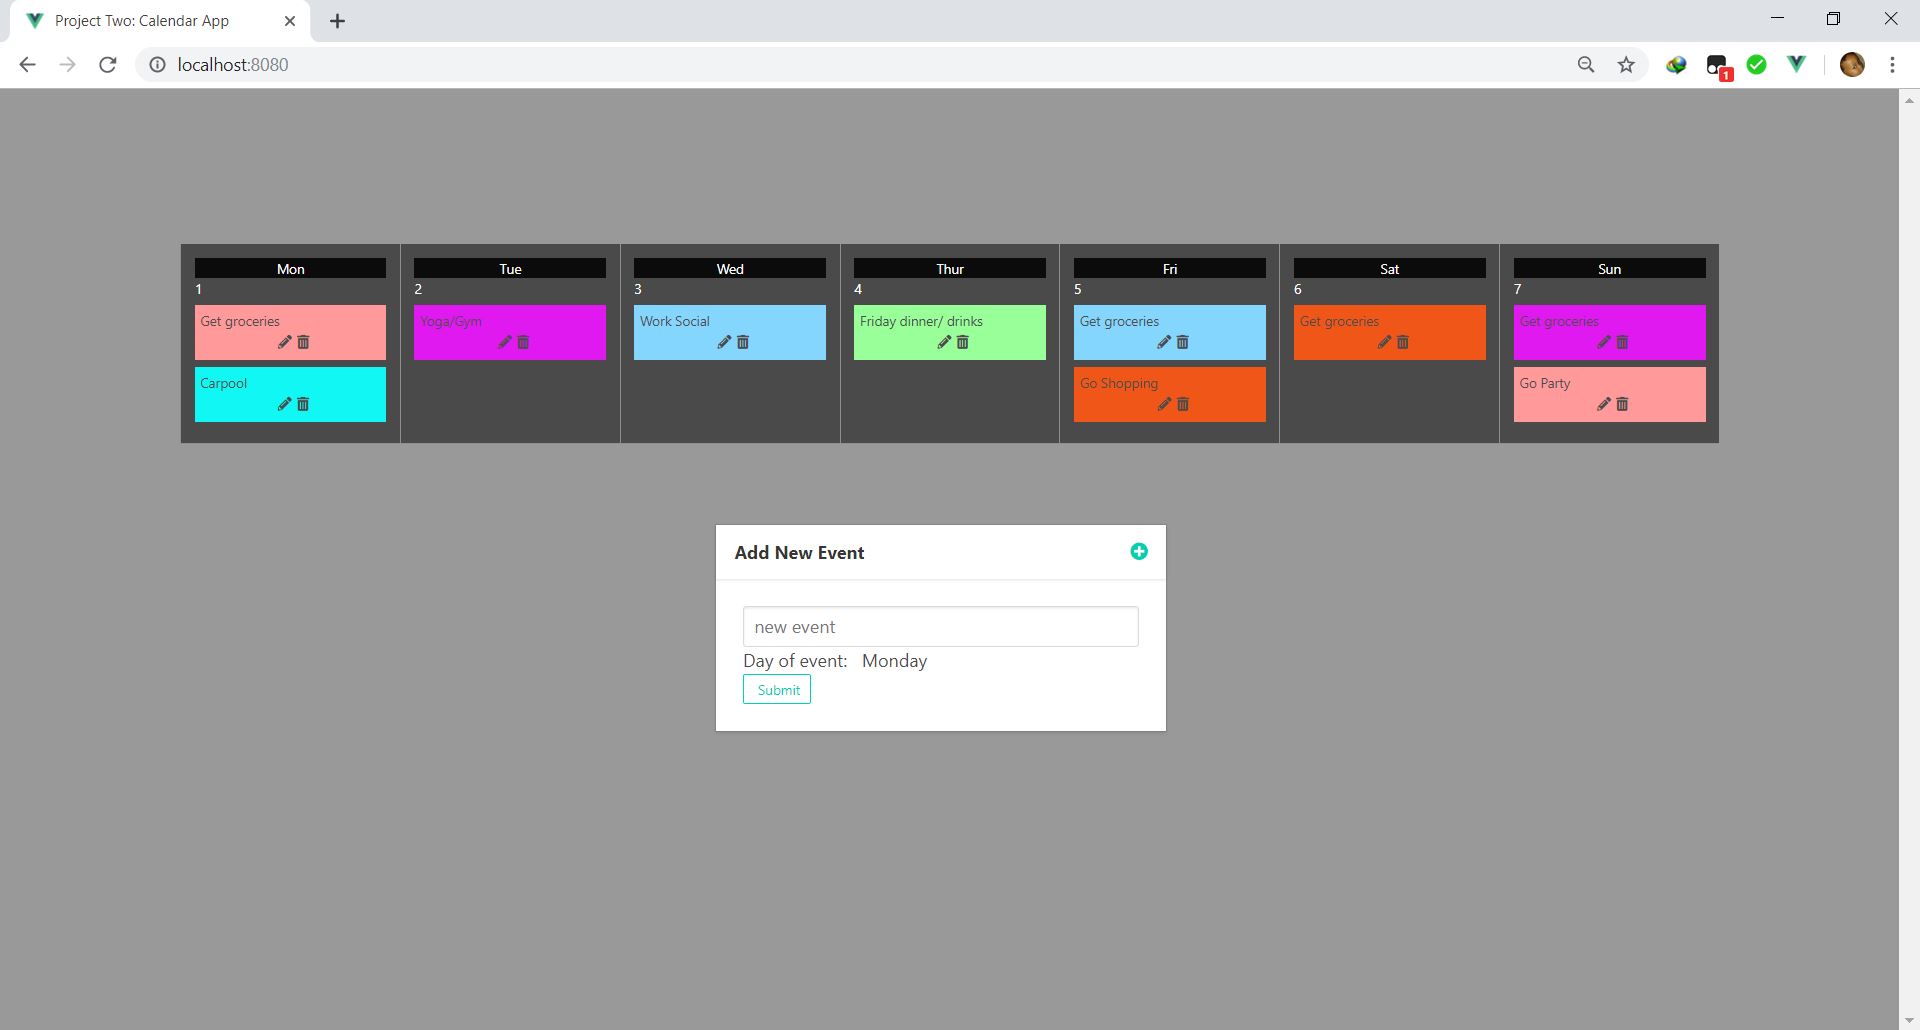 Project Two: Calendar App
localhost:8080
1
Mon
Tue
Wed
Thur
Fri
Sat
Sun
1
2
3
4
5
6
7
Get groceries
Yoga/Gym
Work Social
Friday dinner/ drinks
Get groceries
Get groceries
Get groceries
Carpool
Go Shopping
Go Party
Add New Event
new event
Day of event: Monday
Submit